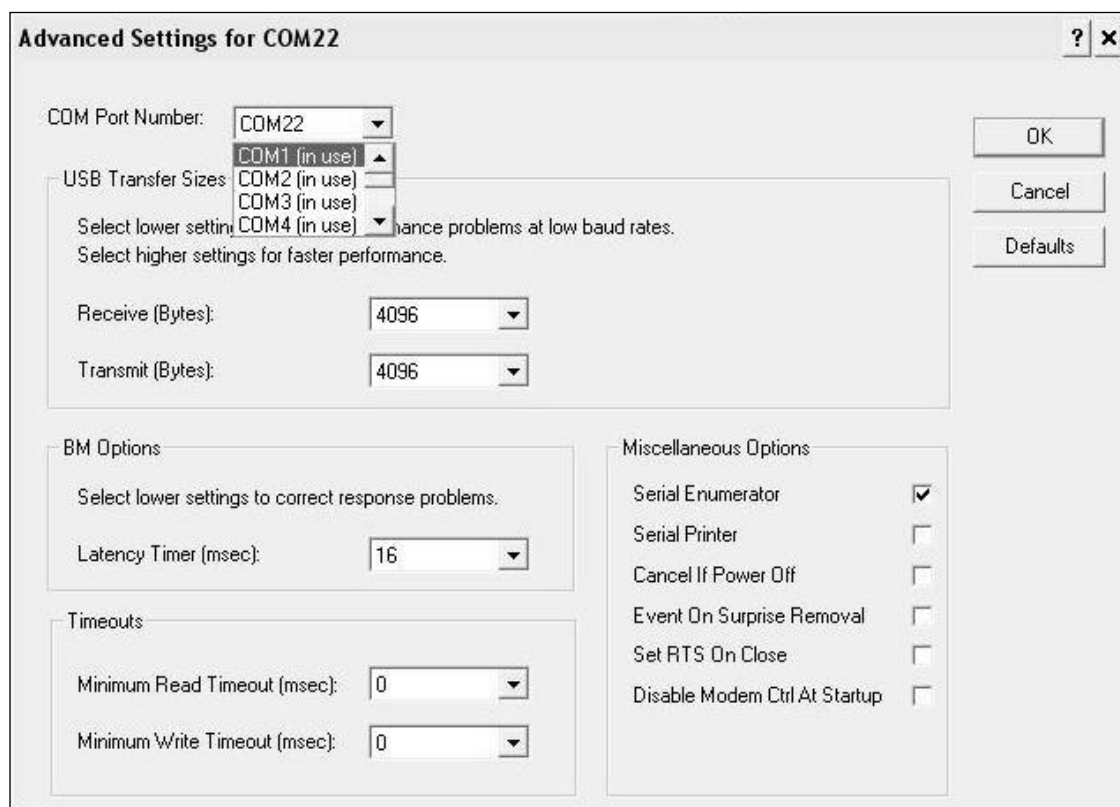 Advanced Settings for COM22
? ×
COM Port Number: COM22
COM1 (in use)
COM2 (in use)
COM3 (in use)
COM4 (in use)
OK
Cancel
Defaults
USB Transfer Sizes
Select lower mance problems at low baud rates.
Select higher settings for faster performance.
Receive (Bytes): 4096
Transmit (Bytes): 4096
BM Options
Select lower settings to correct response problems.
Latency Timer (msec): 16
Timeouts
Minimum Read Timeout (msec): 0
Minimum Write Timeout (msec): 0
Miscellaneous Options
Serial Enumerator
Serial Printer
Cancel If Power Off
Event On Surprise Removal
Set RTS On Close
Disable Modem Ctrl At Startup